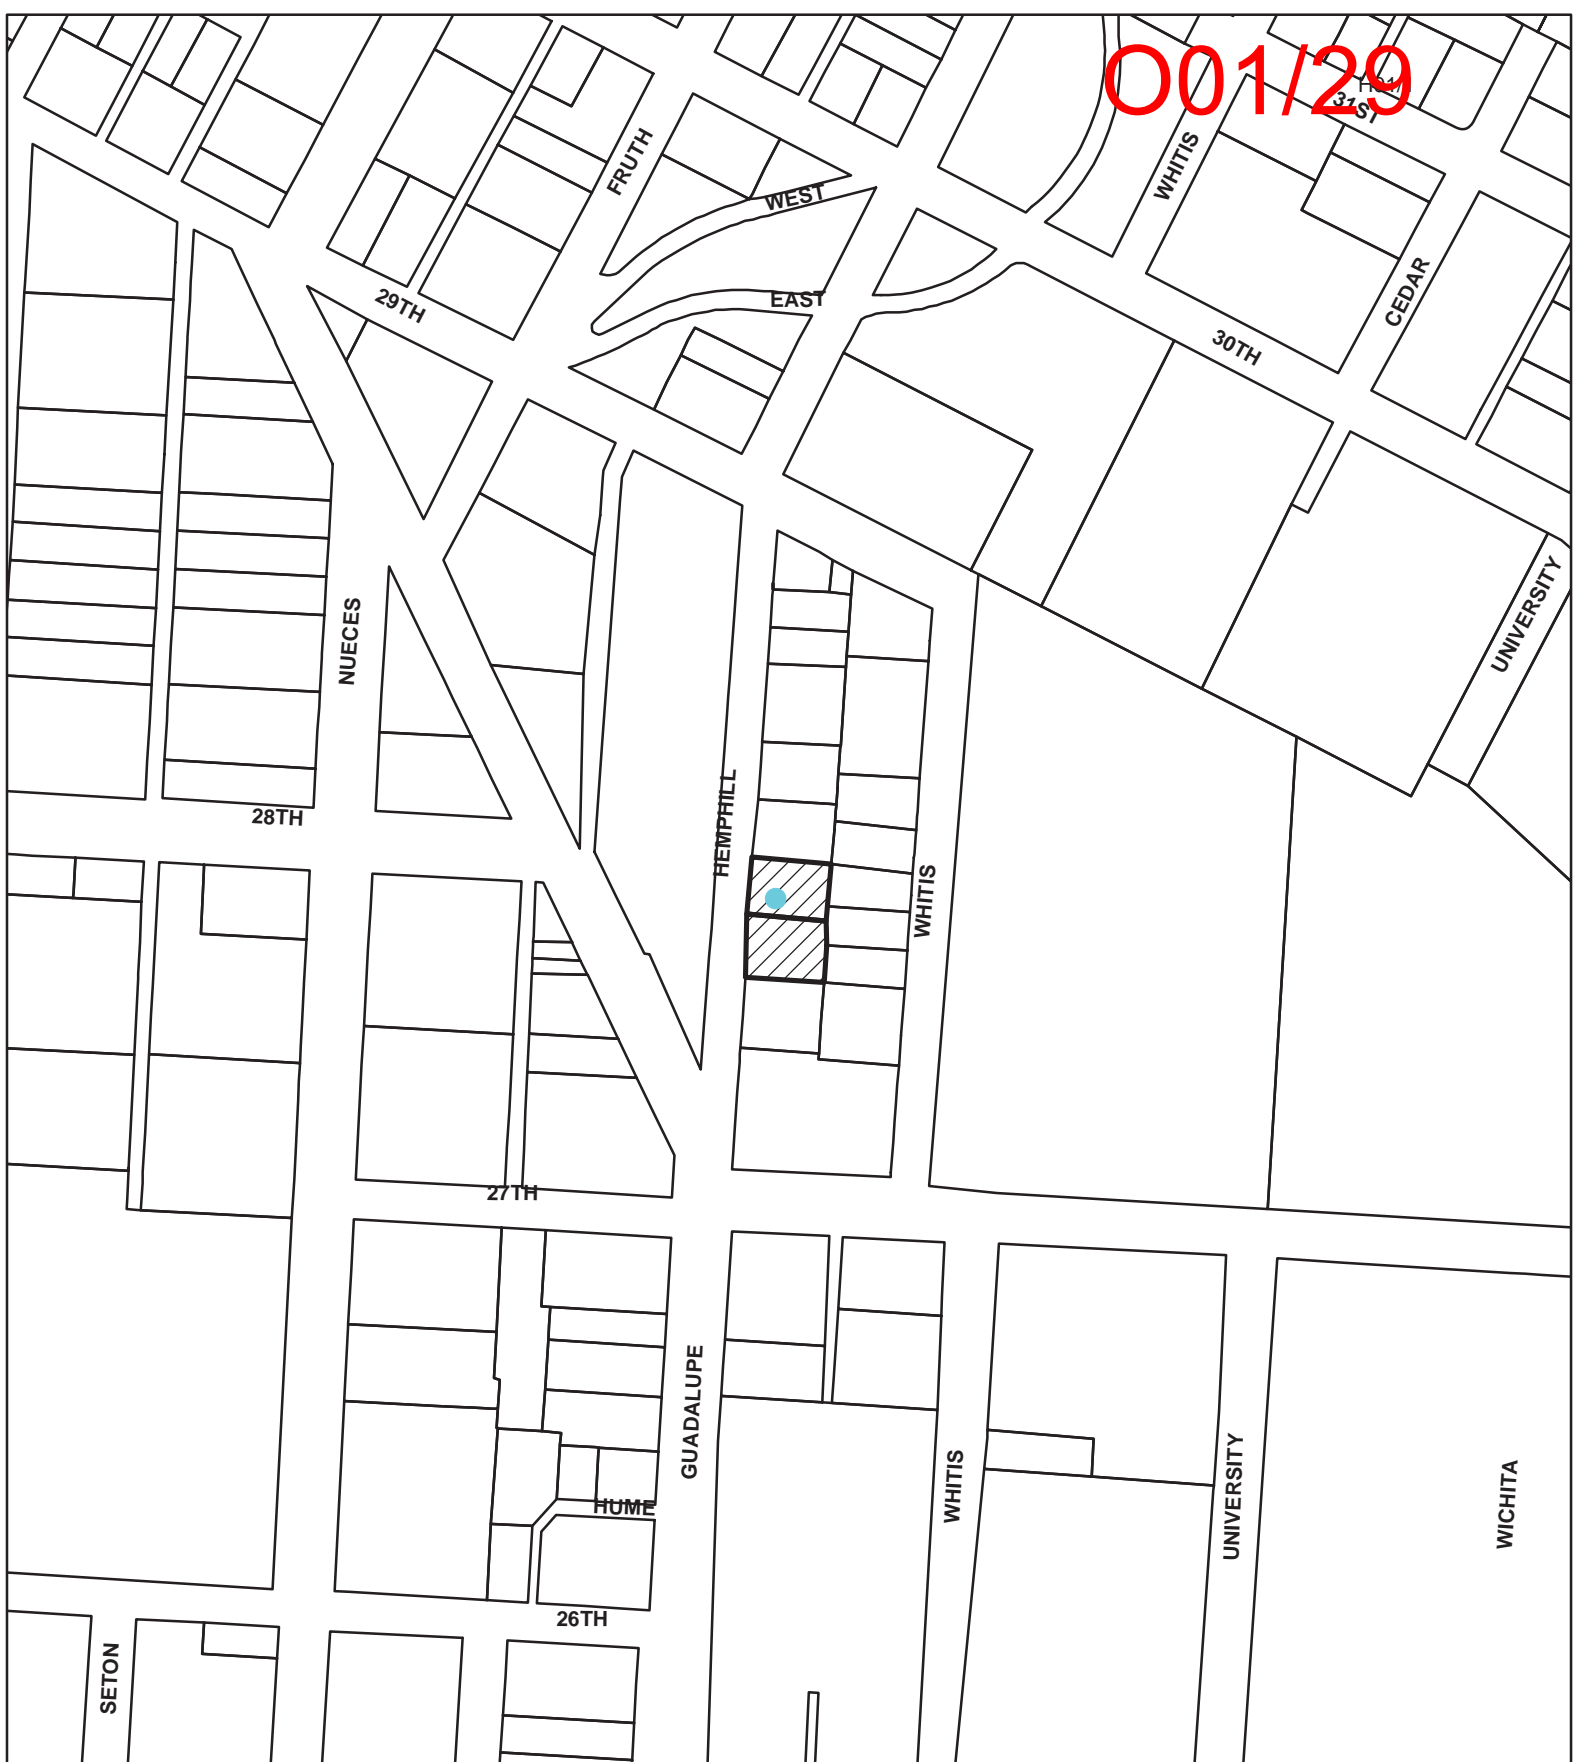 O01/29
31ST
WHITIS
FRUTH
WEST
CEDAR
29TH
EAST
30TH
UNIVERSITY
NUECES
28TH
HEMPHILL
WHITIS
27TH
GUADALUPE
WHITIS
UNIVERSITY
WICHITA
HUME
26TH
SETON